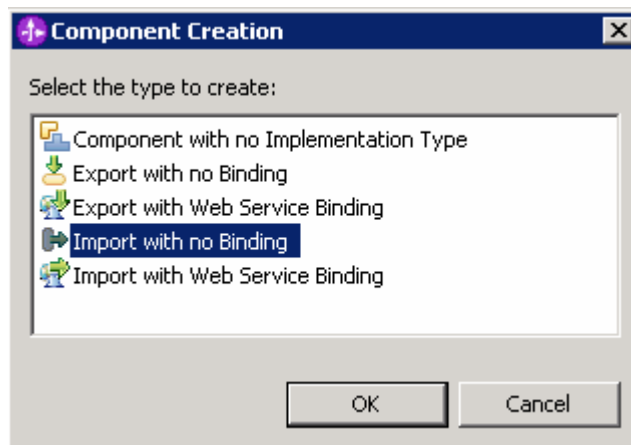 Component Creation
Select the type to create:
Component with no Implementation Type
Export with no Binding
Export with Web Service Binding
Import with no Binding
Import with Web Service Binding
OK Cancel